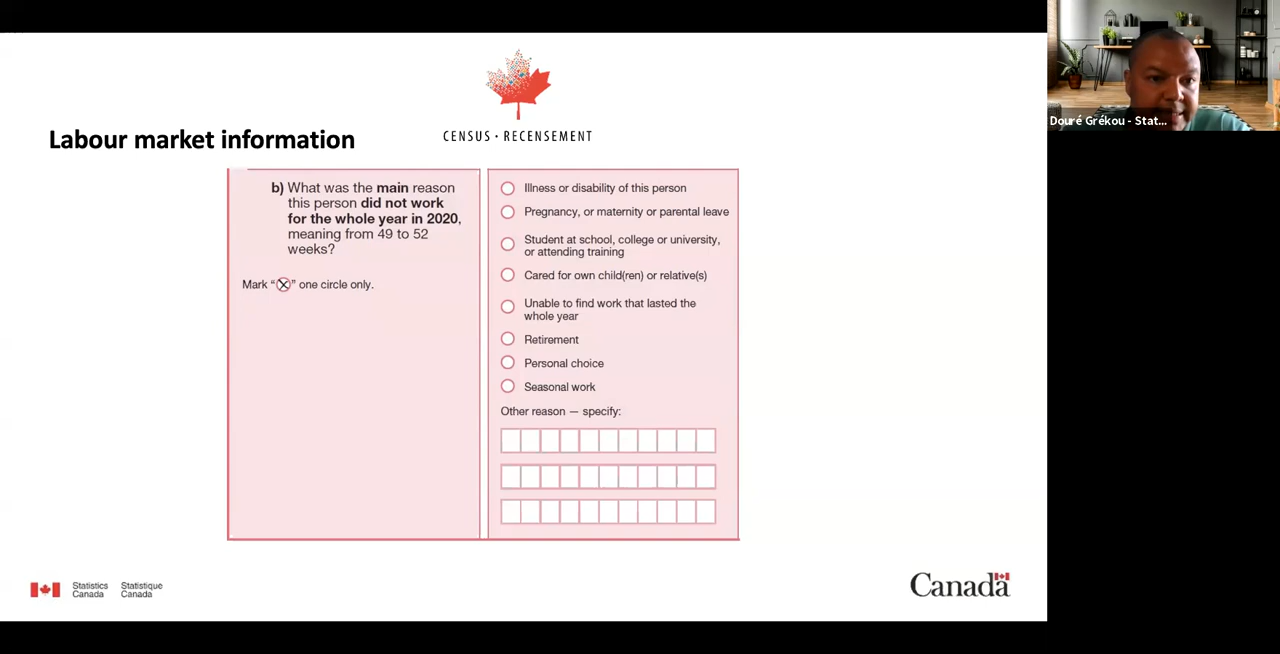 CENSUS · RECENSEMENT
Labour market information
b) What was the main reason
this person did not work
for the whole year in 2020,
meaning from 49 to 52
weeks?
Mark “⊗” one circle only.
Illness or disability of this person
Pregnancy, or maternity or parental leave
Student at school, college or university,
or attending training
Cared for own child(ren) or relative(s)
Unable to find work that lasted the
whole year
Retirement
Personal choice
Seasonal work
Other reason — specify:
Statistics
Canada
Statistique
Canada
Canada
Douré Grékou - Stat...